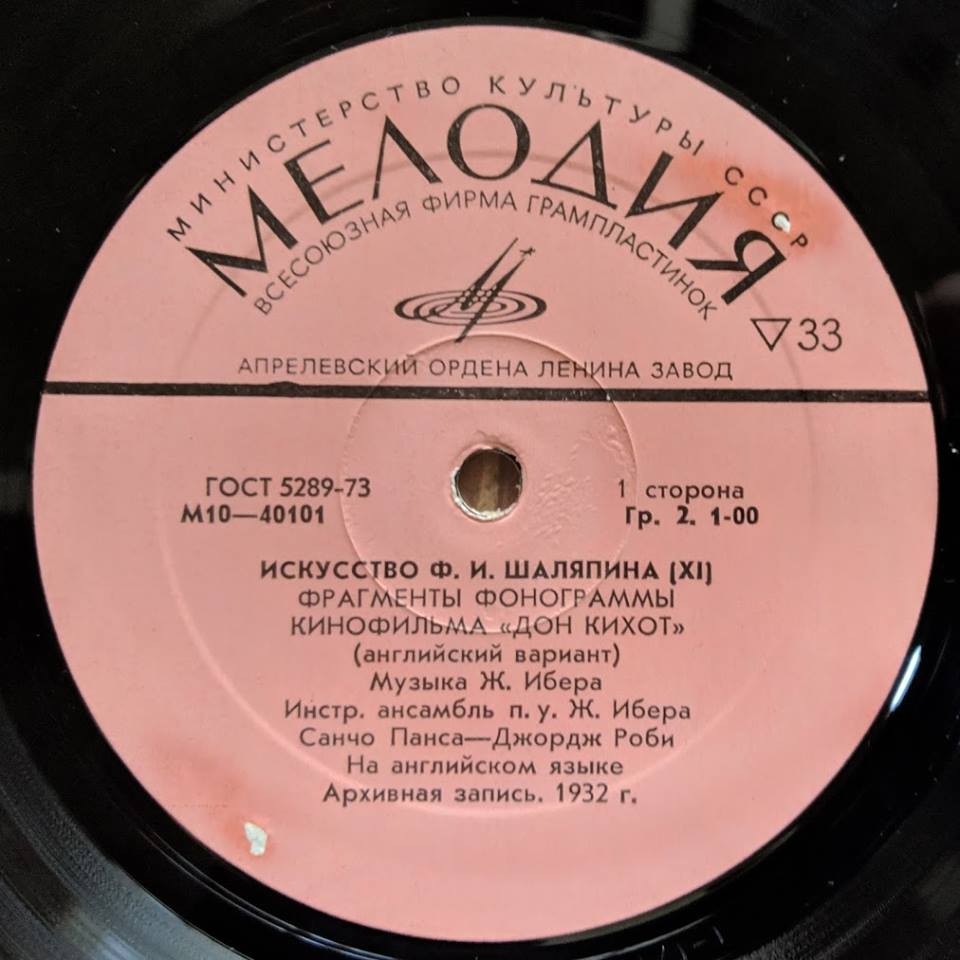 МИНИСТЕРСТВО КУЛЬТУРЫ СССР
МЕЛОДИЯ
ВСЕСОЮЗНАЯ ФИРМА ГРАМПЛАСТИНОК
33
АПРЕЛЕВСКИЙ ОРДЕНА ЛЕНИНА ЗАВОД
ГОСТ 5289-73
1 сторона
М10—40101
Гр. 2. 1-00
ИСКУССТВО Ф. И. ШАЛЯПИНА (XI)
ФРАГМЕНТЫ ФОНОГРАММЫ
КИНОФИЛЬМА «ДОН КИХОТ»
(английский вариант)
Музыка Ж. Ибера
Инстр. ансамбль п. у. Ж. Ибера
Санчо Панса—Джордж Роби
На английском языке
Архивная запись. 1932 г.